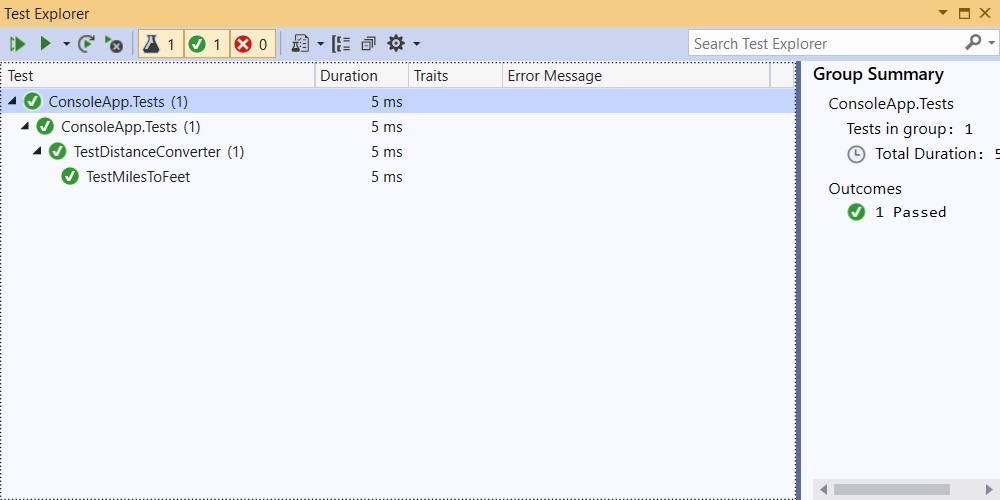 Test Explorer
1 1 0 Search Test Explorer
Test Duration Traits Error Message
ConsoleApp.Tests (1) 5 ms
ConsoleApp.Tests (1) 5 ms
TestDistanceConverter (1) 5 ms
TestMilesToFeet 5 ms
Group Summary
ConsoleApp.Tests
Tests in group: 1
Total Duration: 5
Outcomes
1 Passed